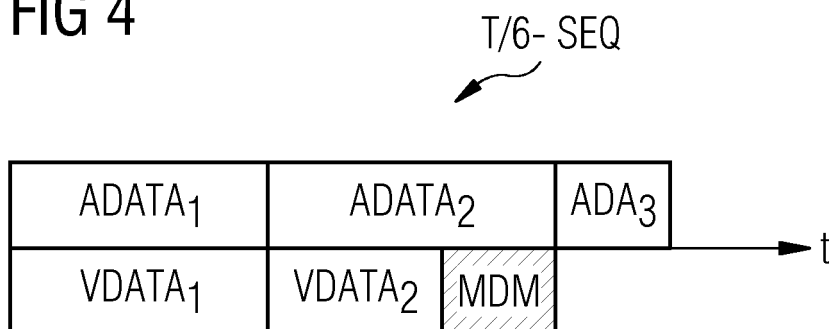 FIG 4
T/6- SEQ
ADATA1 ADATA2 ADA3
t
VDATA1 VDATA2 MDM